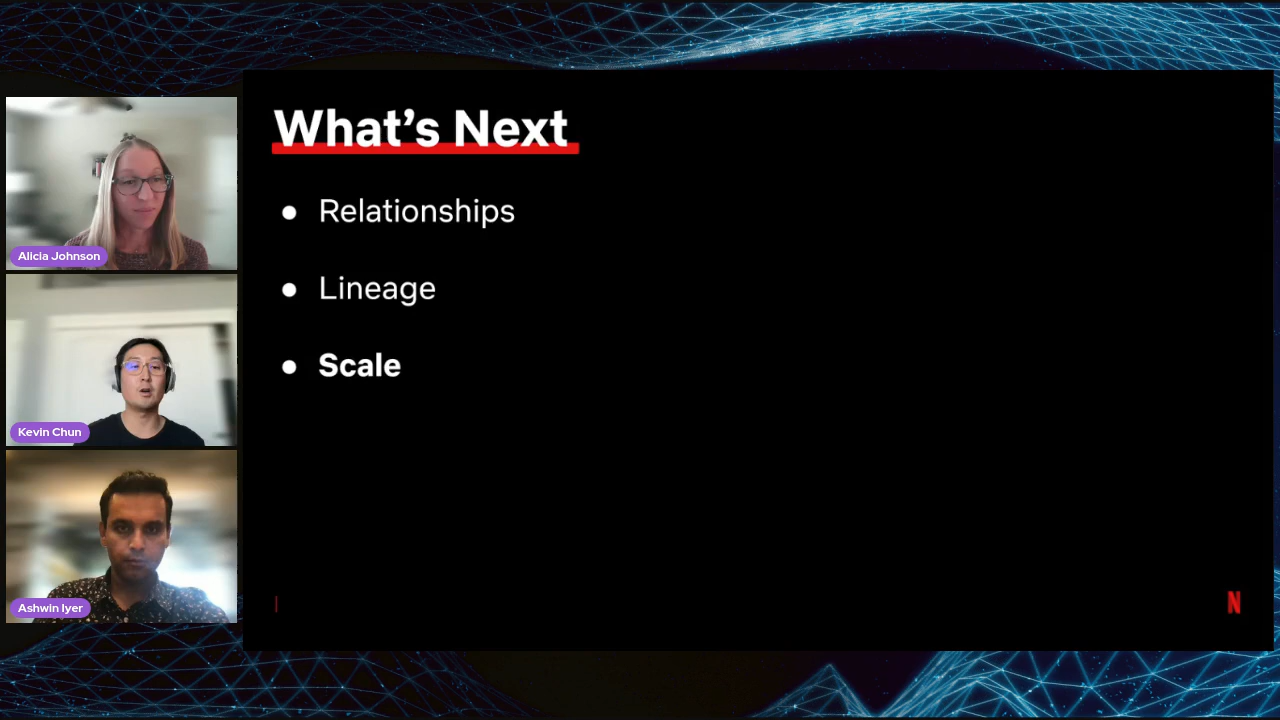 What's Next
● Relationships
● Lineage
● Scale
Alicia Johnson
Kevin Chun
Ashwin Iyer
N